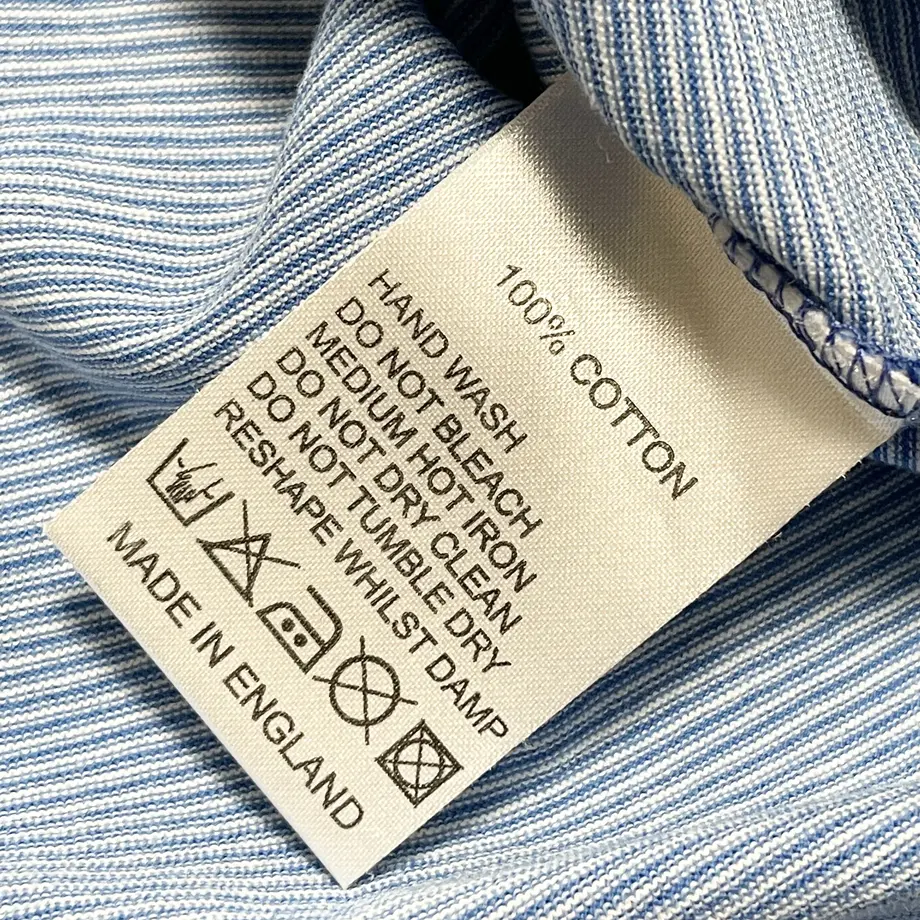 100% COTTON
HAND WASH
DO NOT BLEACH
MEDIUM HOT IRON
DO NOT DRY CLEAN
DO NOT TUMBLE DRY
RESHAPE WHILST DAMP
MADE IN ENGLAND